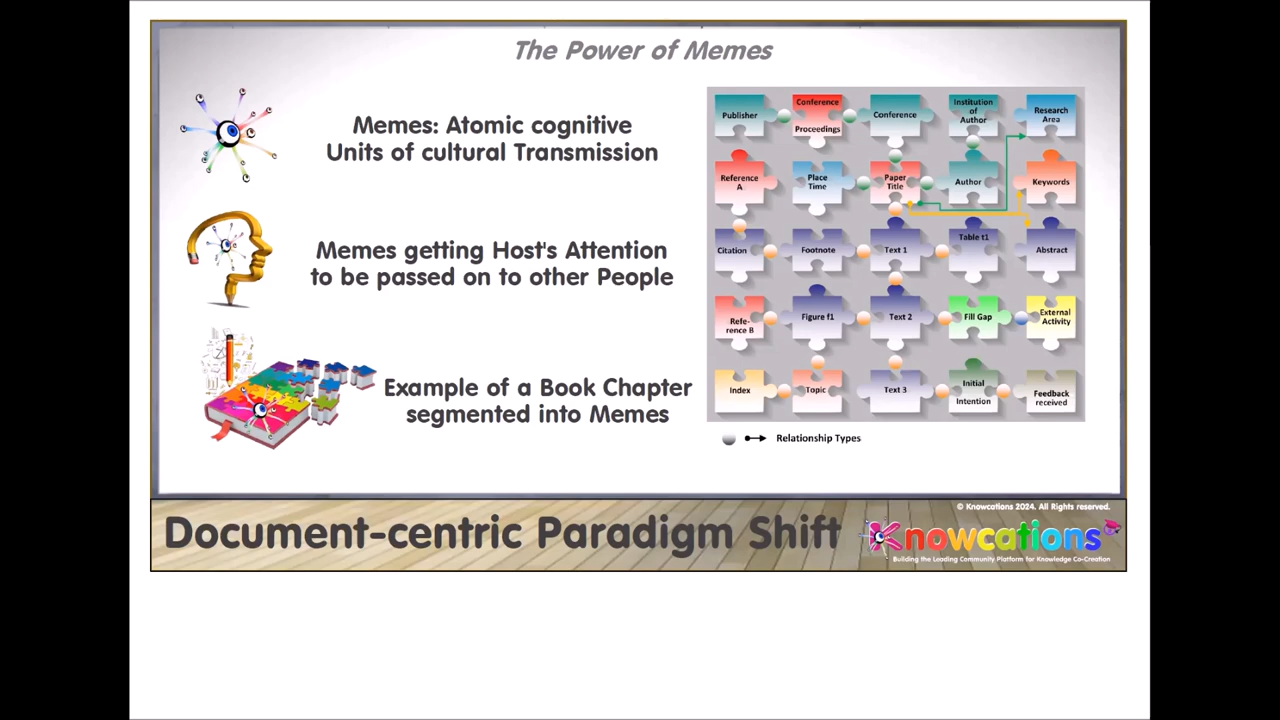 The Power of Memes
Memes: Atomic cognitive
Units of cultural Transmission
Memes getting Host's Attention
to be passed on to other People
Example of a Book Chapter
segmented into Memes
Publisher
Conference
Proceedings
Conference
Institution
of
Author
Research
Area
Reference
A
Place
Time
Paper
Title
Author
Keywords
Citation
Footnote
Text 1
Table t1
Abstract
Refe-
rence B
Figure f1
Text 2
Fill Gap
External
Activity
Index
Topic
Text 3
Initial
Intention
Feedback
received
Relationship Types
Document-centric Paradigm Shift
© Knowcations 2024. All Rights reserved.
Knowcations
Building the Leading Community Platform for Knowledge Co-Creation